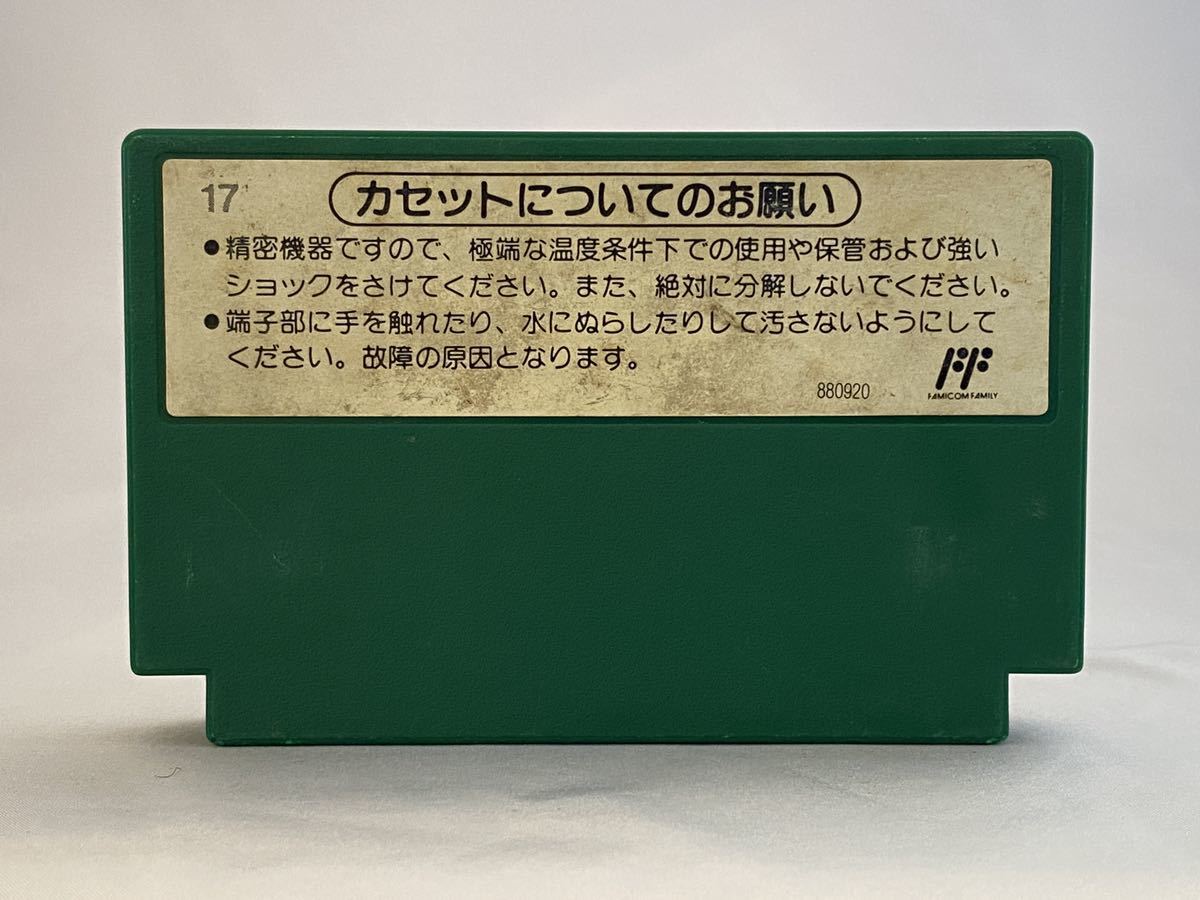 17
カセットについてのお願い
●精密機器ですので、極端な温度条件下での使用や保管および強い
ショックをさけてください。また、絶対に分解しないでください。
●端子部に手を触れたり、水にぬらしたりして汚さないようにして
ください。故障の原因となります。
880920
FAMICOM FAMILY